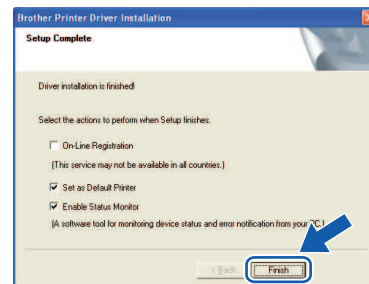 Brother Printer Driver Installation
Setup Complete
Driver installation is finished!
Select the actions to perform when Setup finishes.
On-Line Registration
(This service may not be available in all countries.)
Set as Default Printer
Enable Status Monitor
(A software tool for monitoring device status and error notification from your PC.)
< Back
Finish